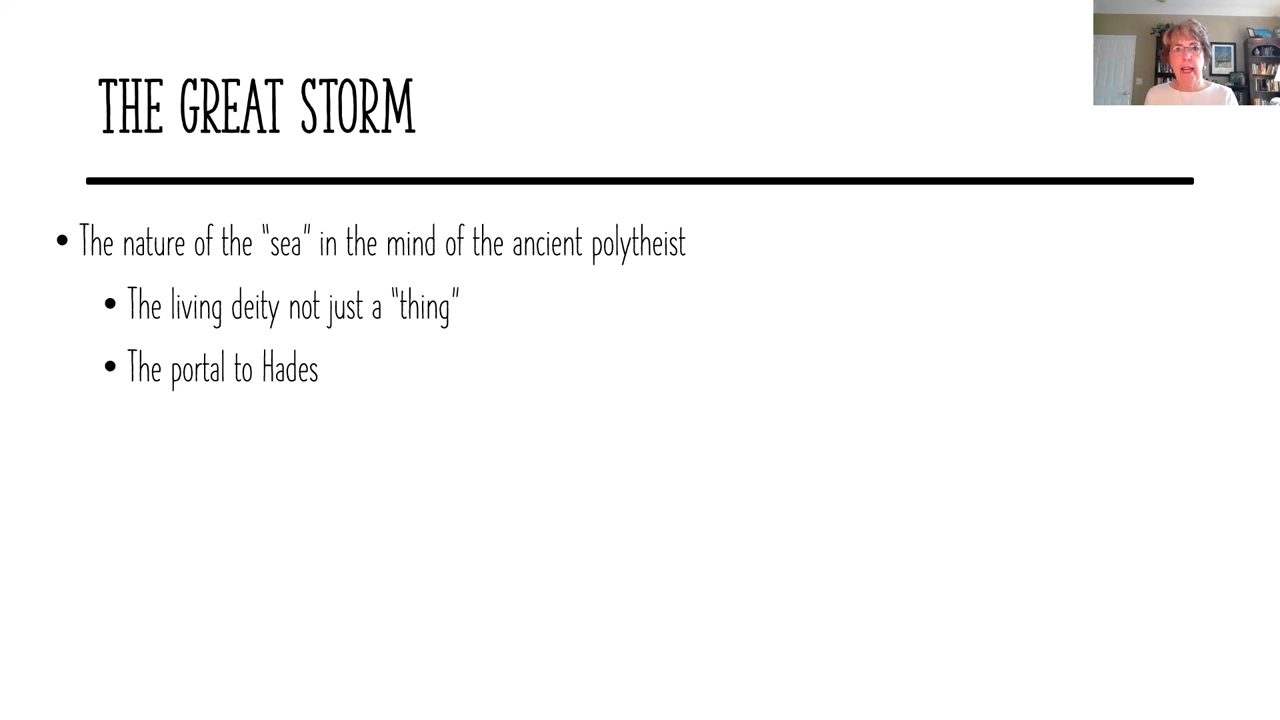 THE GREAT STORM
• The nature of the "sea" in the mind of the ancient polytheist
• The living deity not just a "thing"
• The portal to Hades